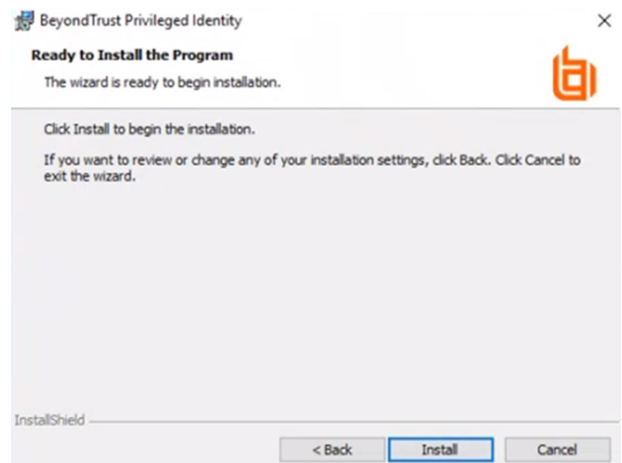 BeyondTrust Privileged Identity
Ready to Install the Program
The wizard is ready to begin installation.
Click Install to begin the installation.
If you want to review or change any of your installation settings, click Back. Click Cancel to
exit the wizard.
InstallShield
< Back Install Cancel